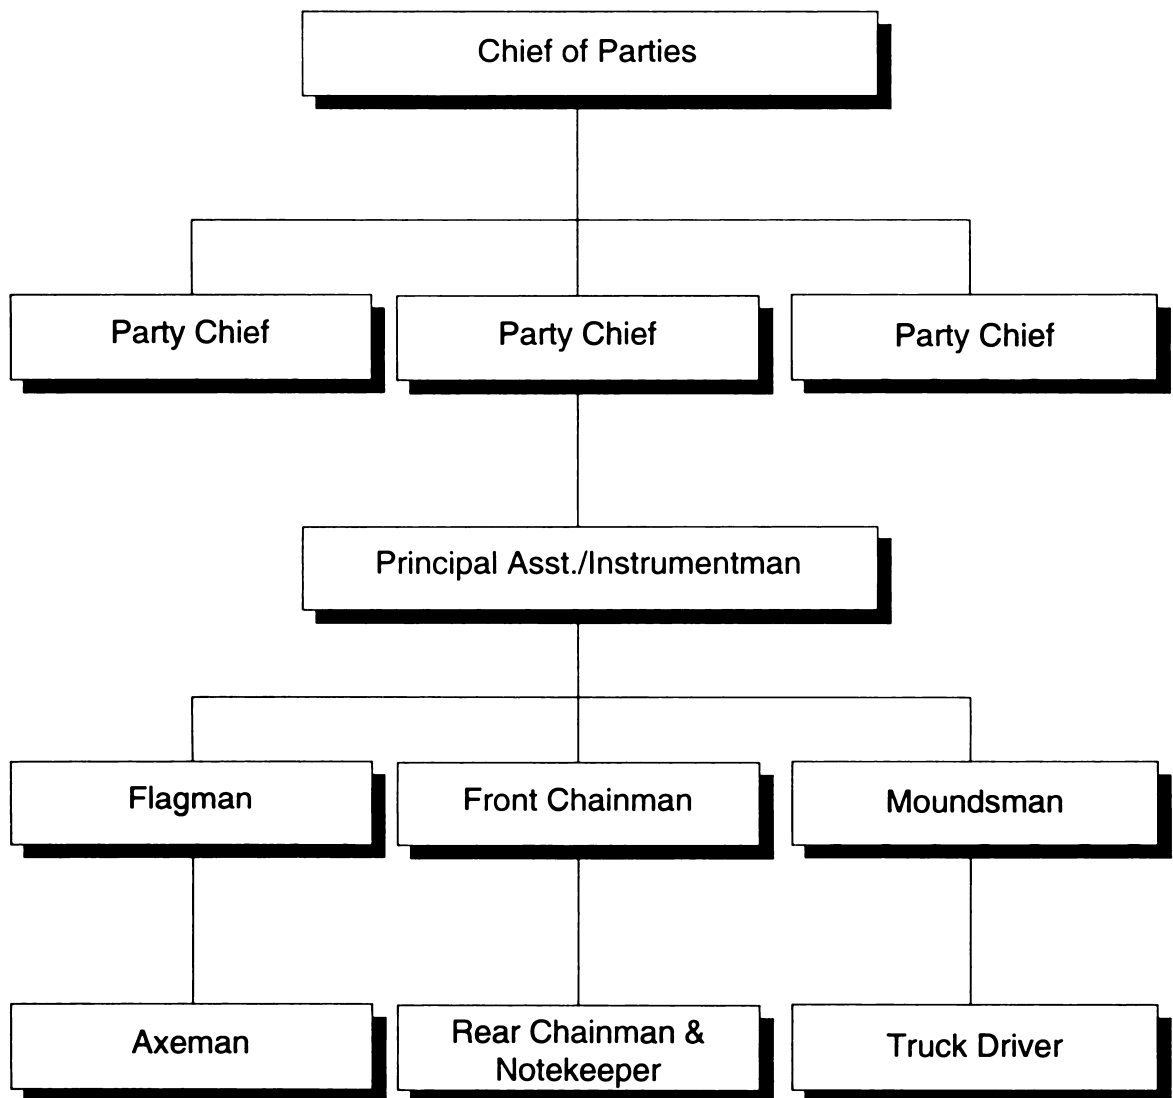 Chief of Parties
Party Chief
Party Chief
Party Chief
Principal Asst./Instrumentman
Flagman
Front Chainman
Moundsman
Axeman
Rear Chainman &
Notekeeper
Truck Driver